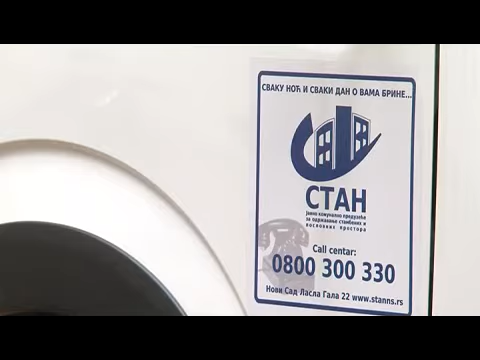 СВАКУ НОЋ И СВАКИ ДАН О ВАМА БРИНЕ...
СТАН
јавно комунално предузеће
за одржавање стамбених и
пословних простора
Call centar:
0800 300 330
Нови Сад Ласла Гала 22 www.stanns.rs